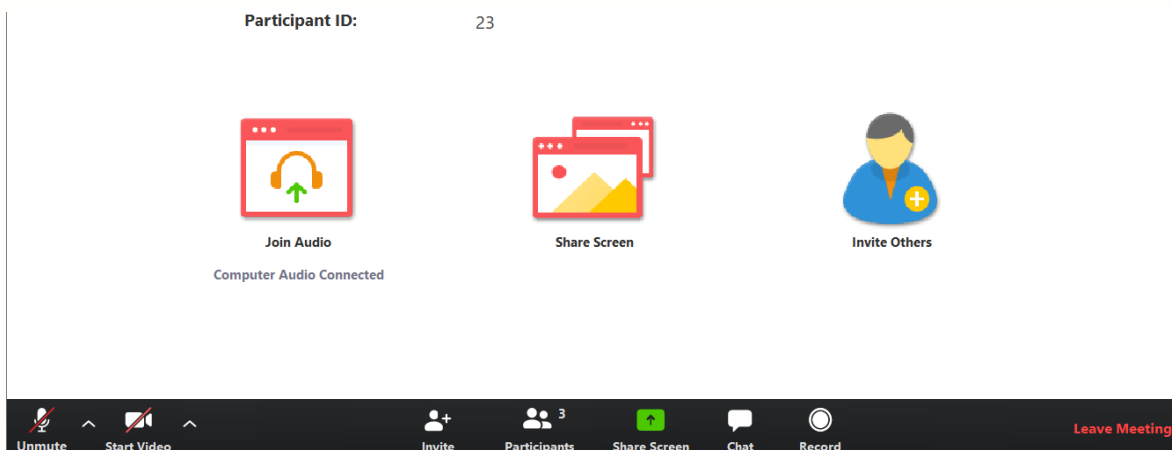 Participant ID: 23
Join Audio
Share Screen
Invite Others
Computer Audio Connected
3
Unmute
Start Video
Invite
Participants
Share Screen
Chat
Record
Leave Meeting